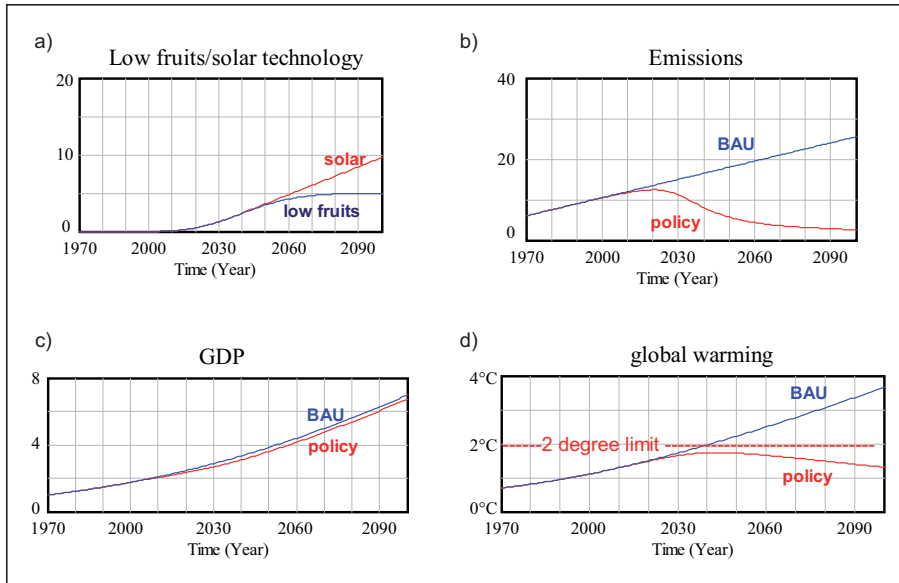 a)
Low fruits/solar technology
20
10
0
solar
low fruits
1970 2000 2030 2060 2090
Time (Year)
b)
Emissions
40
20
0
BAU
policy
1970 2000 2030 2060 2090
Time (Year)
c)
GDP
8
4
0
BAU
policy
1970 2000 2030 2060 2090
Time (Year)
d)
global warming
4°C
2°C
0°C
BAU
2 degree limit
policy
1970 2000 2030 2060 2090
Time (Year)